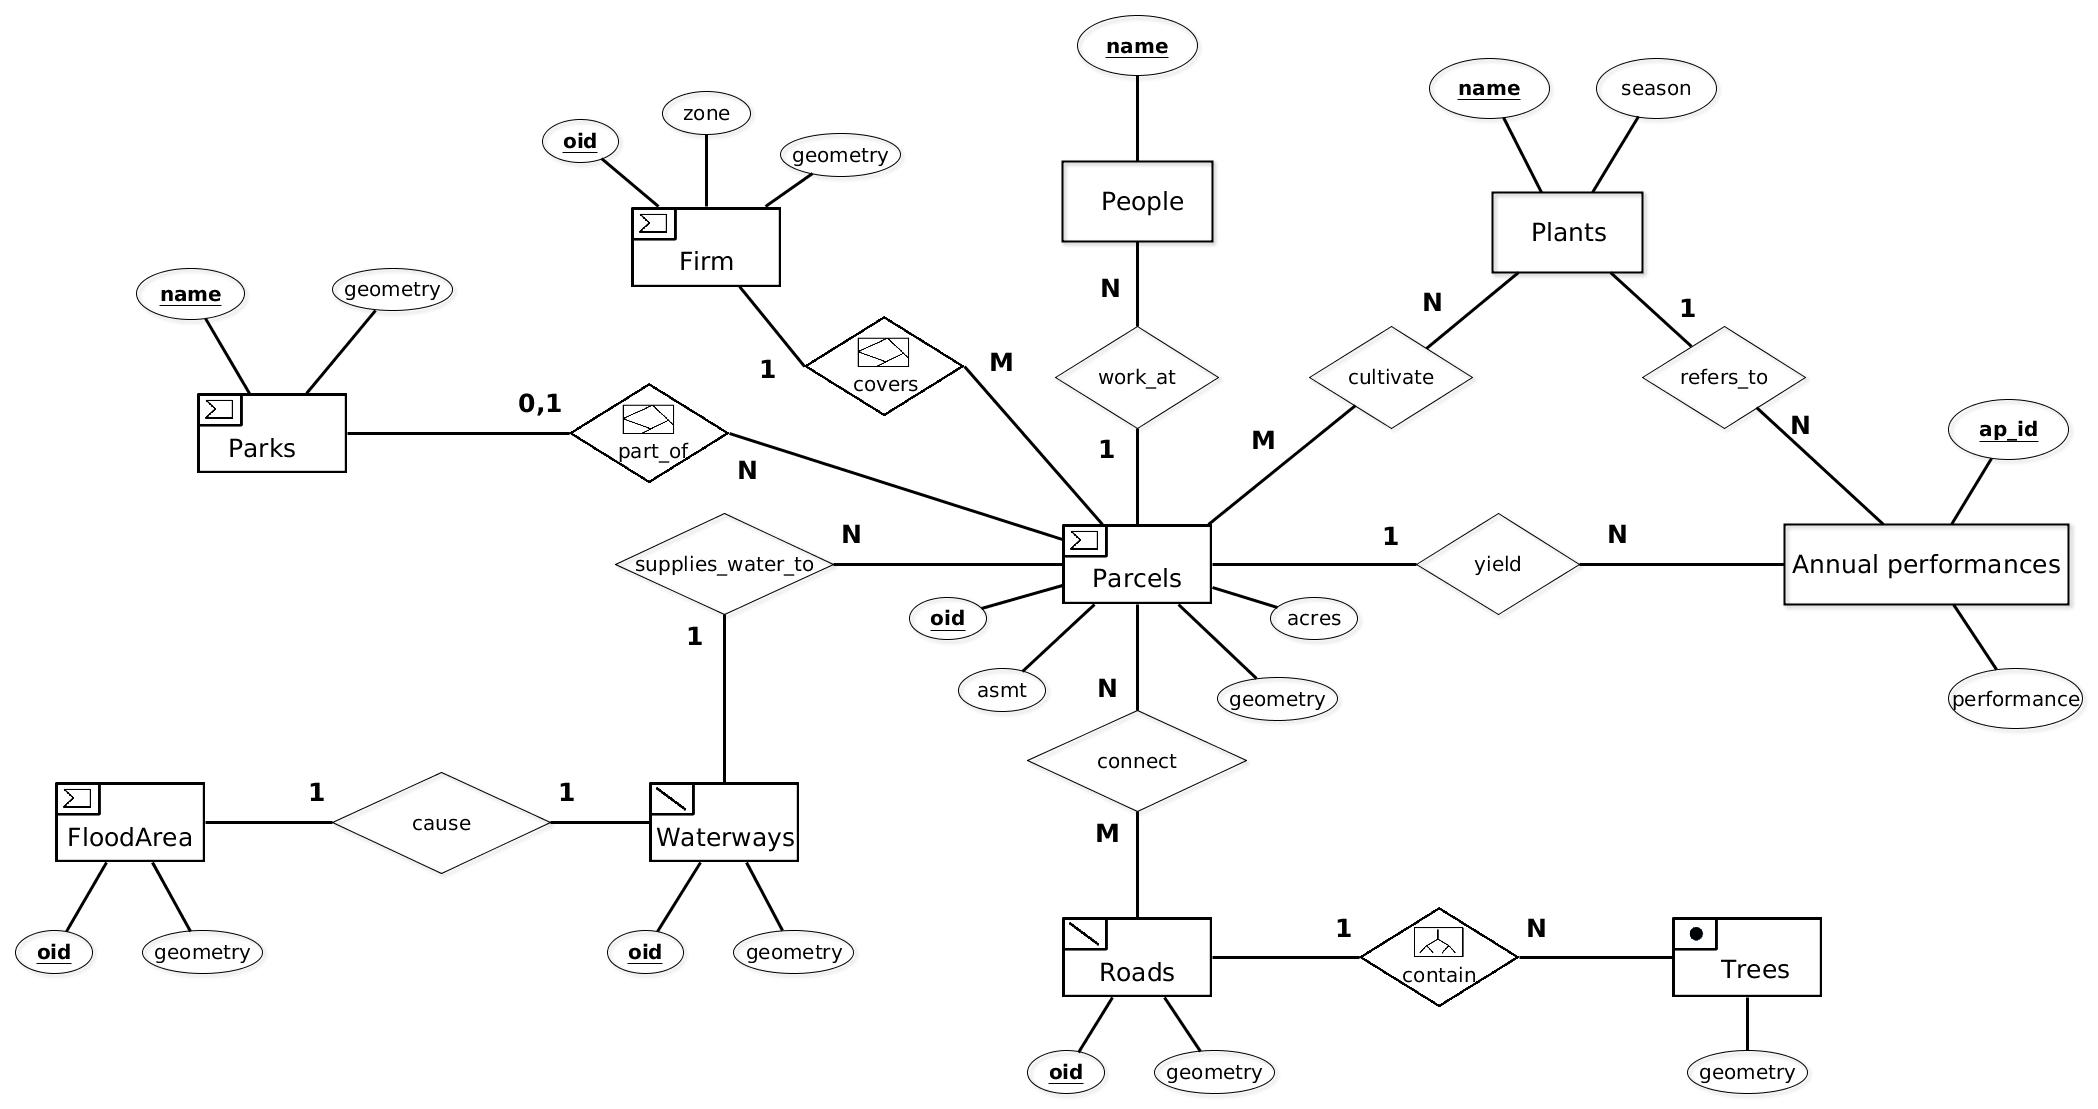 name
name
season
zone
oid
geometry
People
Plants
Firm
name
geometry
N
N
1
1
covers
M
work_at
cultivate
refers_to
0,1
part_of
Parks
N
1
M
N
ap_id
supplies_water_to
N
Parcels
1
yield
N
Annual performances
1
oid
acres
asmt
geometry
performance
N
connect
M
FloodArea
1
cause
1
Waterways
oid
geometry
oid
geometry
Roads
1
contain
N
Trees
oid
geometry
geometry